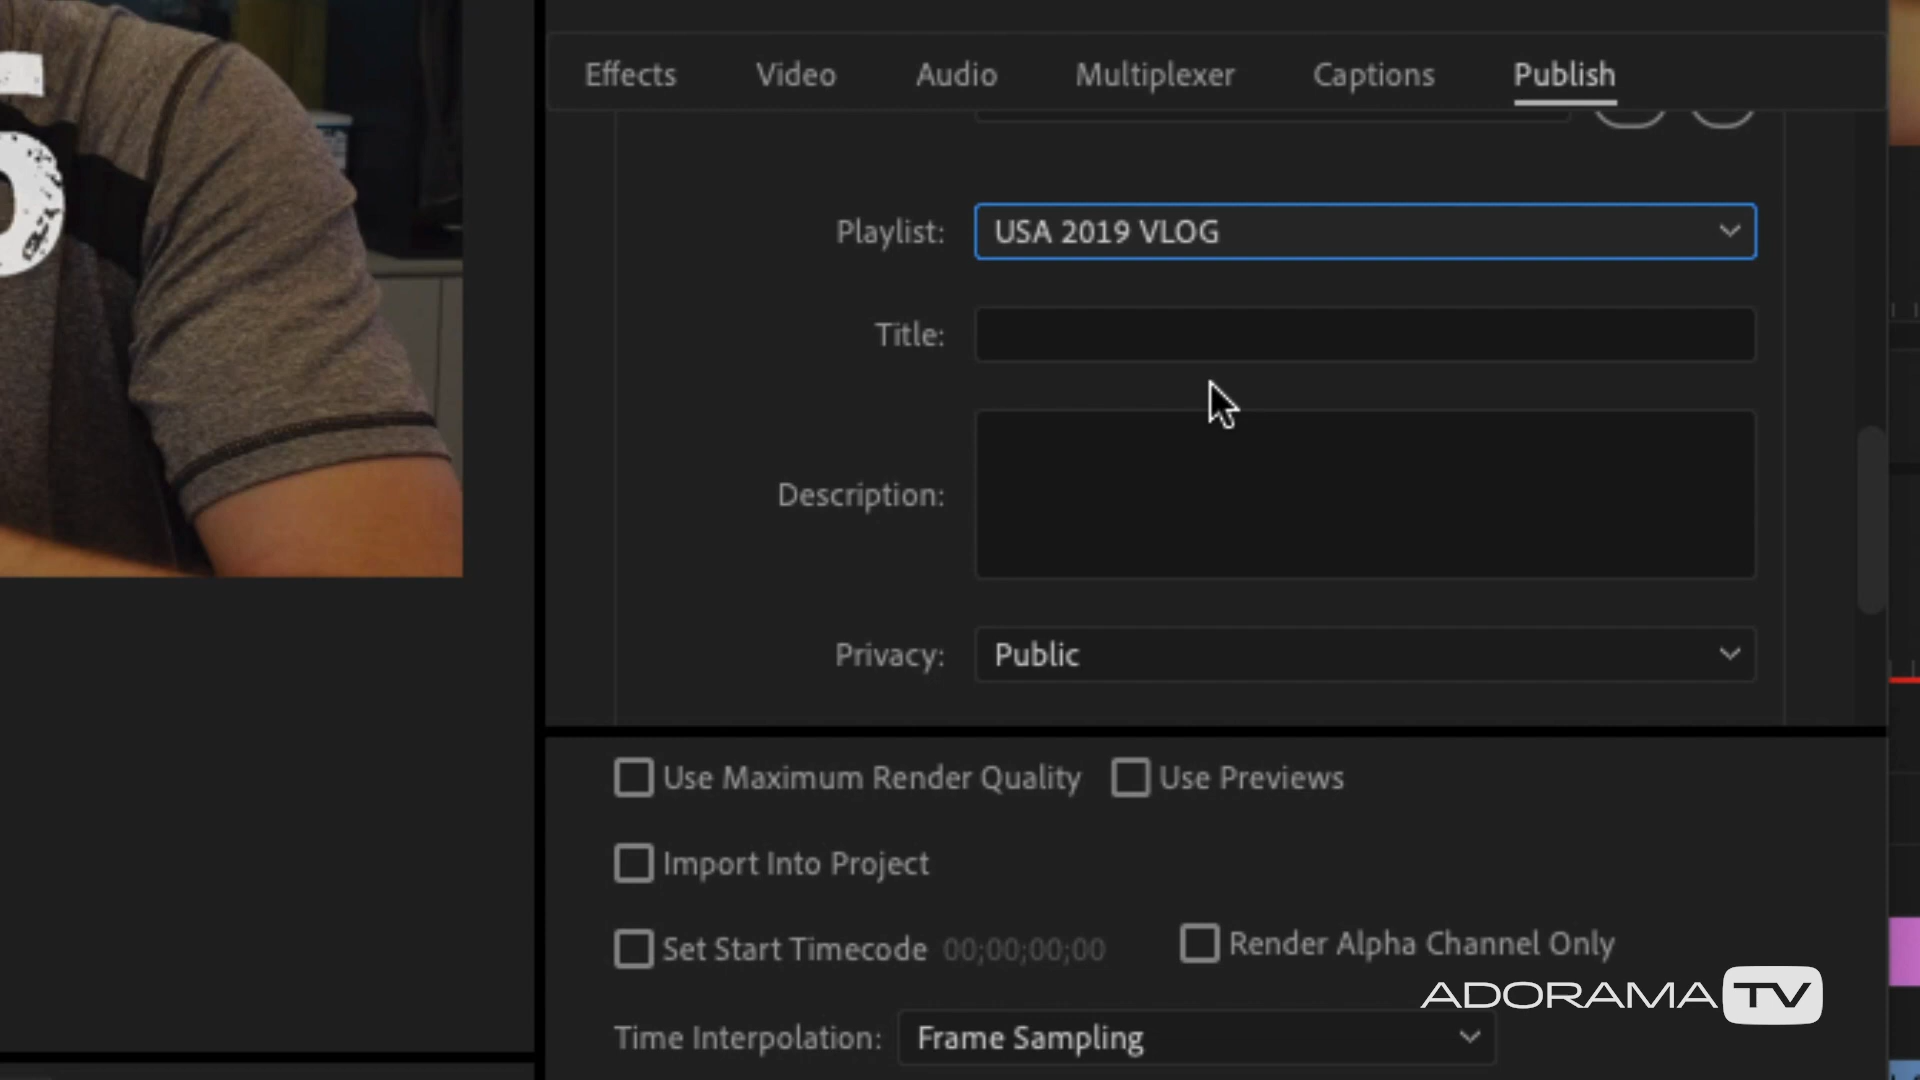 Effects Video Audio Multiplexer Captions Publish
Playlist: USA 2019 VLOG
Title:
Description:
Privacy: Public
Use Maximum Render Quality Use Previews
Import Into Project
Set Start Timecode 00;00;00;00 Render Alpha Channel Only
ADORAMA TV
Time Interpolation: Frame Sampling